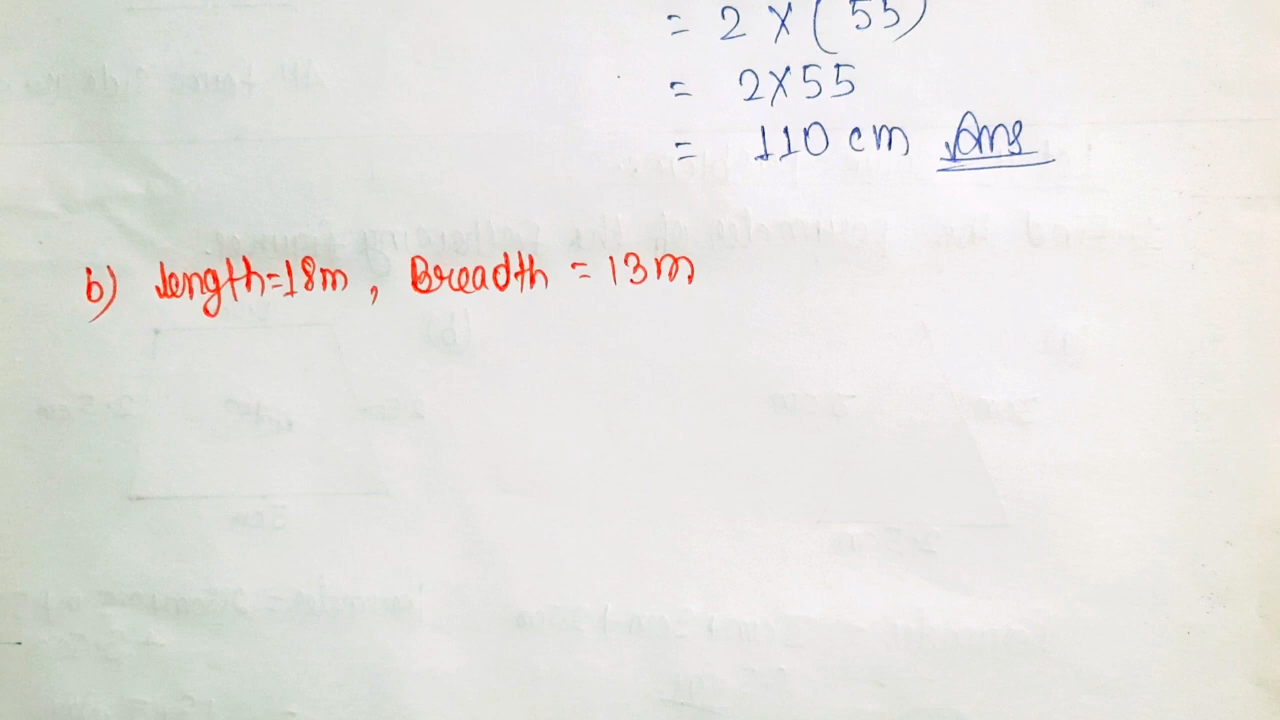 = 2 X ( 55)
= 2X55
= 110 cm Ans
b) length=18m, Breadth = 13m